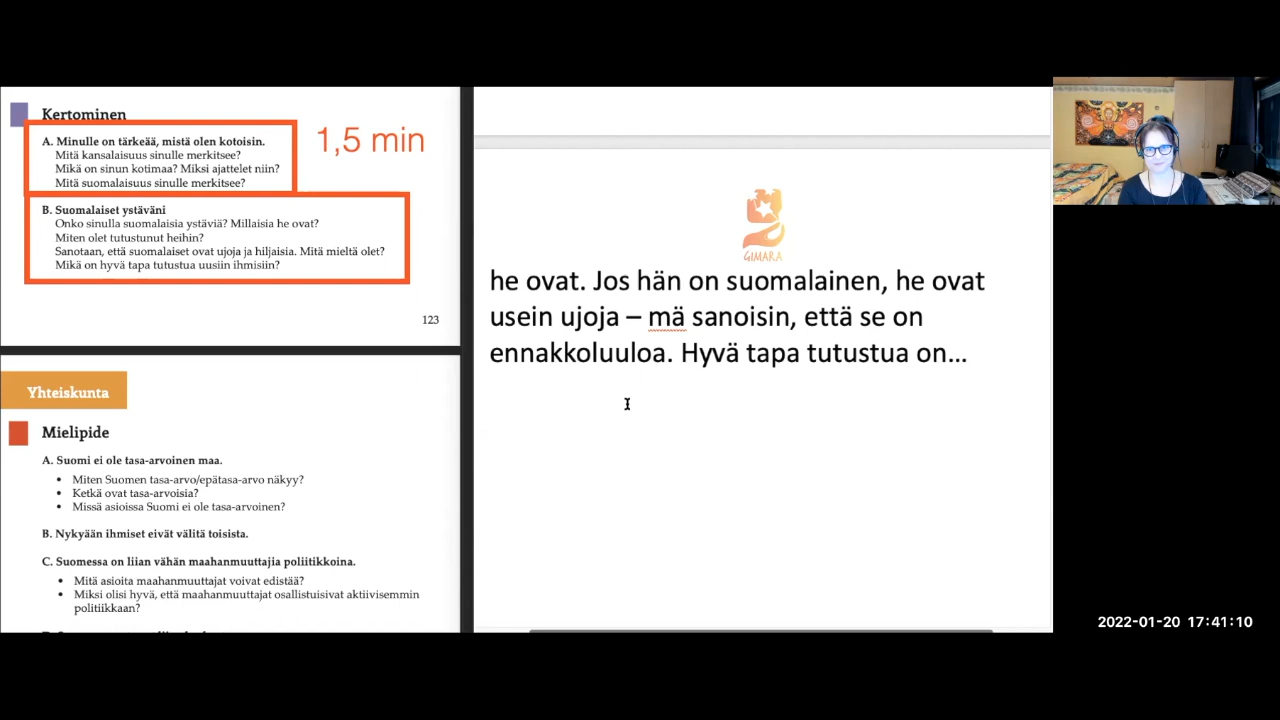 Kertominen
A. Minulle on tärkeää, mistä olen kotoisin.
Mitä kansalaisuus sinulle merkitsee?
Mikä on sinun kotimaa? Miksi ajattelet niin?
Mitä suomalaisuus sinulle merkitsee?
1,5 min
B. Suomalaiset ystäväni
Onko sinulla suomalaisia ystäviä? Millaisia he ovat?
Miten olet tutustunut heihin?
Sanotaan, että suomalaiset ovat ujoja ja hiljaisia. Mitä mieltä olet?
Mikä on hyvä tapa tutustua uusiin ihmisiin?
123
Yhteiskunta
Mielipide
A. Suomi ei ole tasa-arvoinen maa.
• Miten Suomen tasa-arvo/epätasa-arvo näkyy?
• Ketkä ovat tasa-arvoisia?
• Missä asioissa Suomi ei ole tasa-arvoinen?
B. Nykyään ihmiset eivät välitä toisista.
C. Suomessa on liian vähän maahanmuuttajia poliitikkoina.
• Mitä asioita maahanmuuttajat voivat edistää?
• Miksi olisi hyvä, että maahanmuuttajat osallistuisivat aktiivisemmin
politiikkaan?
GIMARA
he ovat. Jos hän on suomalainen, he ovat
usein ujoja – mä sanoisin, että se on
ennakkoluuloa. Hyvä tapa tutustua on…
2022-01-20 17:41:10